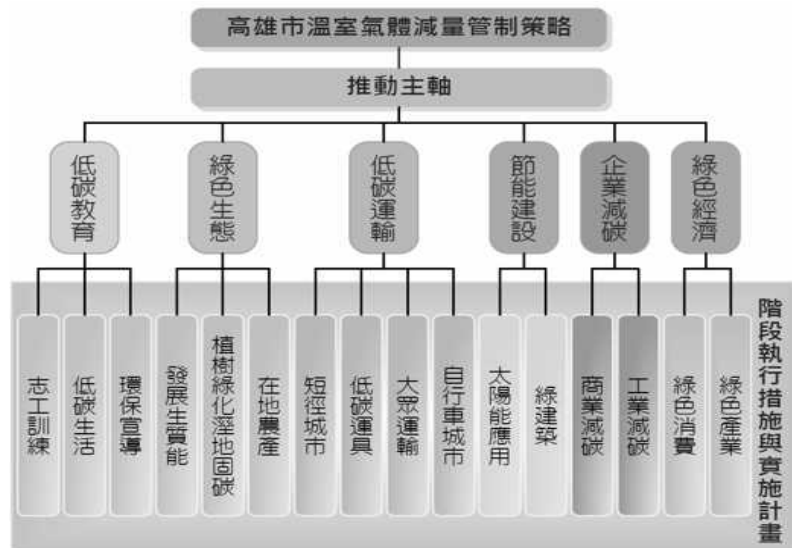 高雄市溫室氣體減量管制策略
推動主軸
低碳教育
綠色生態
低碳運輸
節能建設
企業減碳
綠色經濟
志工訓練
低碳生活
環保宣導
發展生質能
植樹綠化溼地固碳
在地農產
短徑城市
低碳運具
大眾運輸
自行車城市
太陽能應用
綠建築
商業減碳
工業減碳
綠色消費
綠色產業
階段執行措施與實施計畫